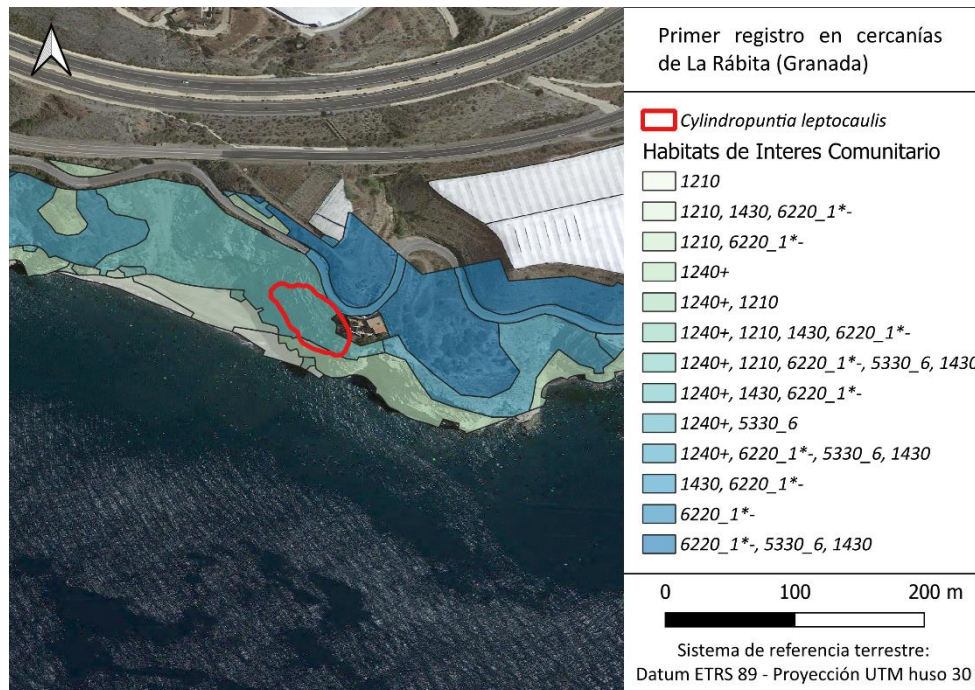 Primer registro en cercanías
de La Rábita (Granada)
Cylindropuntia leptocaulis
Habitats de Interes Comunitario
1210
1210, 1430, 6220_1*-
1210, 6220_1*-
1240+
1240+, 1210
1240+, 1210, 1430, 6220_1*-
1240+, 1210, 6220_1*-, 5330_6, 1430
1240+, 1430, 6220_1*-
1240+, 5330_6
1240+, 6220_1*-, 5330_6, 1430
1430, 6220_1*-
6220_1*-
6220_1*-, 5330_6, 1430
0 100 200 m
Sistema de referencia terrestre:
Datum ETRS 89 - Proyección UTM huso 30